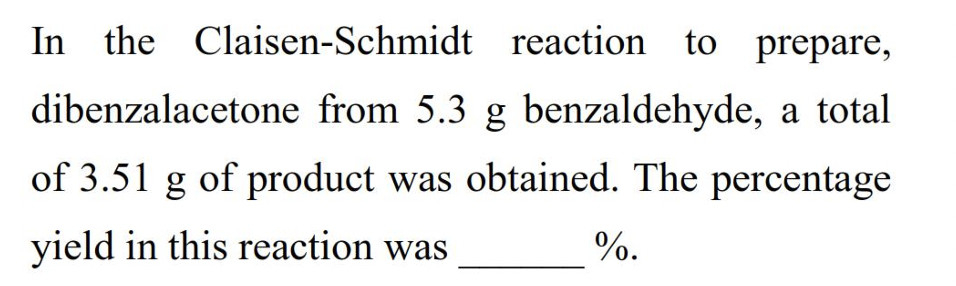 In the Claisen-Schmidt reaction to prepare,
dibenzalacetone from 5.3 g benzaldehyde, a total
of 3.51 g of product was obtained. The percentage
yield in this reaction was ______ %.